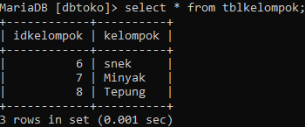 MariaDB [dbtoko]> select * from tblkelompok;
+------------+----------+
| idkelompok | kelompok |
+------------+----------+
|          6 | snek     |
|          7 | Minyak   |
|          8 | Tepung   |
+------------+----------+
3 rows in set (0.001 sec)